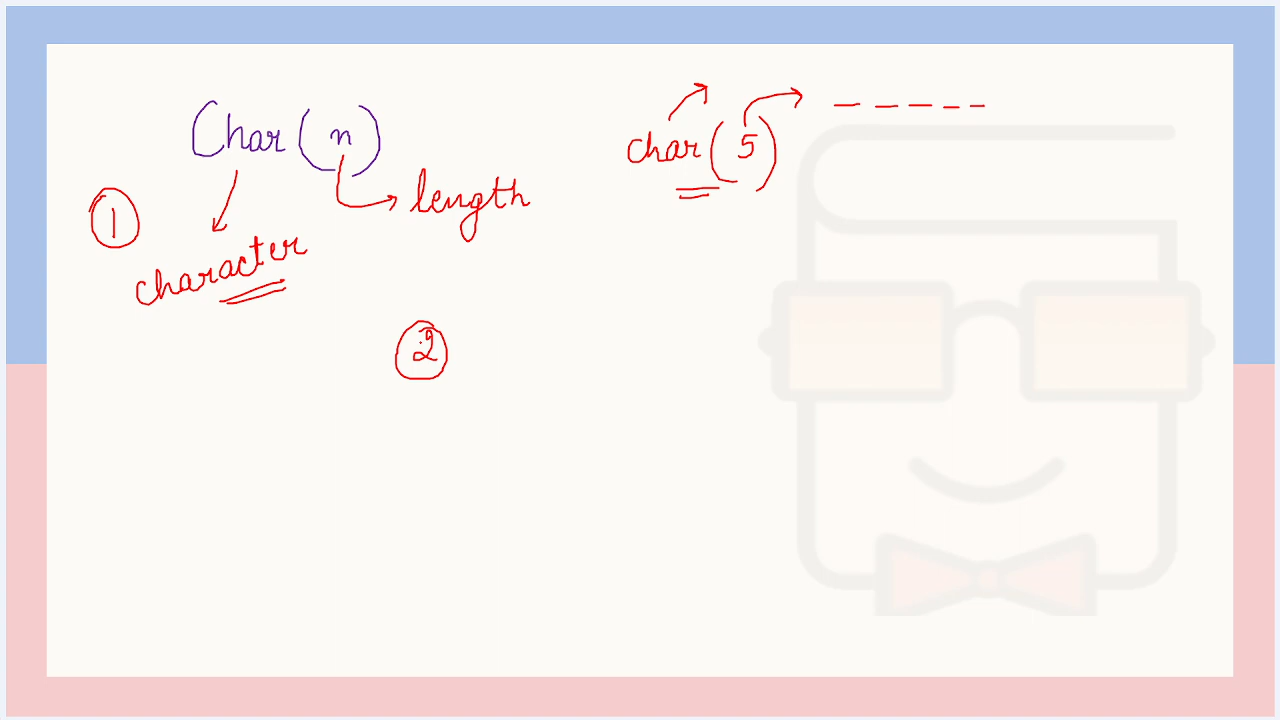 Char(n)
char(5) _ _ _ _ _
① length
character
②